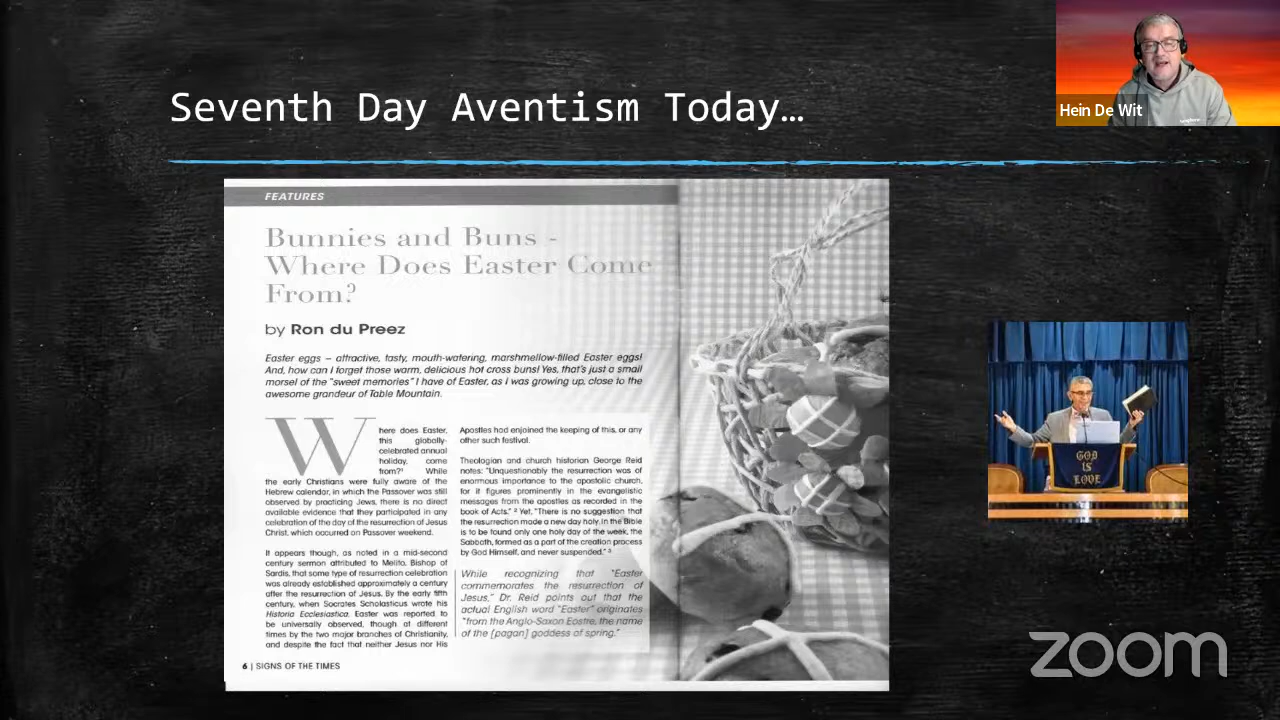 Hein De Wit
Seventh Day Aventism Today…
FEATURES
Bunnies and Buns -
Where Does Easter Come
From?
by Ron du Preez
Easter eggs – attractive, tasty, mouth-watering, marshmallow-filled Easter eggs!
And, how can I forget those warm, delicious hot cross buns! Yes, that's just a small
morsel of the "sweet memories" I have of Easter, as I was growing up, close to the
awesome grandeur of Table Mountain.
Where does Easter,
this globally-
celebrated annual
holiday, come
from?¹ While
the early Christians were fully aware of the
Hebrew calendar, in which the Passover was still
observed by practicing Jews, there is no direct
available evidence that they participated in any
celebration of the day of the resurrection of Jesus
Christ, which occurred on Passover weekend.
It appears though, as noted in a mid-second
century sermon attributed to Melito, Bishop of
Sardis, that some type of resurrection celebration
was already established approximately a century
after the resurrection of Jesus. By the early fifth
century, when Socrates Scholasticus wrote his
Historia Ecclesiastica, Easter was reported to
be universally observed, though at different
times by the two major branches of Christianity,
and despite the fact that neither Jesus nor His
Apostles had enjoined the keeping of this, or any
other such festival.
Theologian and church historian George Reid
notes: "Unquestionably the resurrection was of
enormous importance to the apostolic church,
for it figures prominently in the evangelistic
messages from the apostles as recorded in the
book of Acts." ² Yet, "There is no suggestion that
the resurrection made a new day holy. In the Bible
is to be found only one holy day of the week, the
Sabbath, formed as a part of the creation process
by God Himself, and never suspended." ³
While recognizing that "Easter
commemorates the resurrection of
Jesus," Dr. Reid points out that the
actual English word "Easter" originates
"from the Anglo-Saxon Eostre, the name
of the [pagan] goddess of spring."
6 | SIGNS OF THE TIMES
GOD
IS
LOVE
zoom